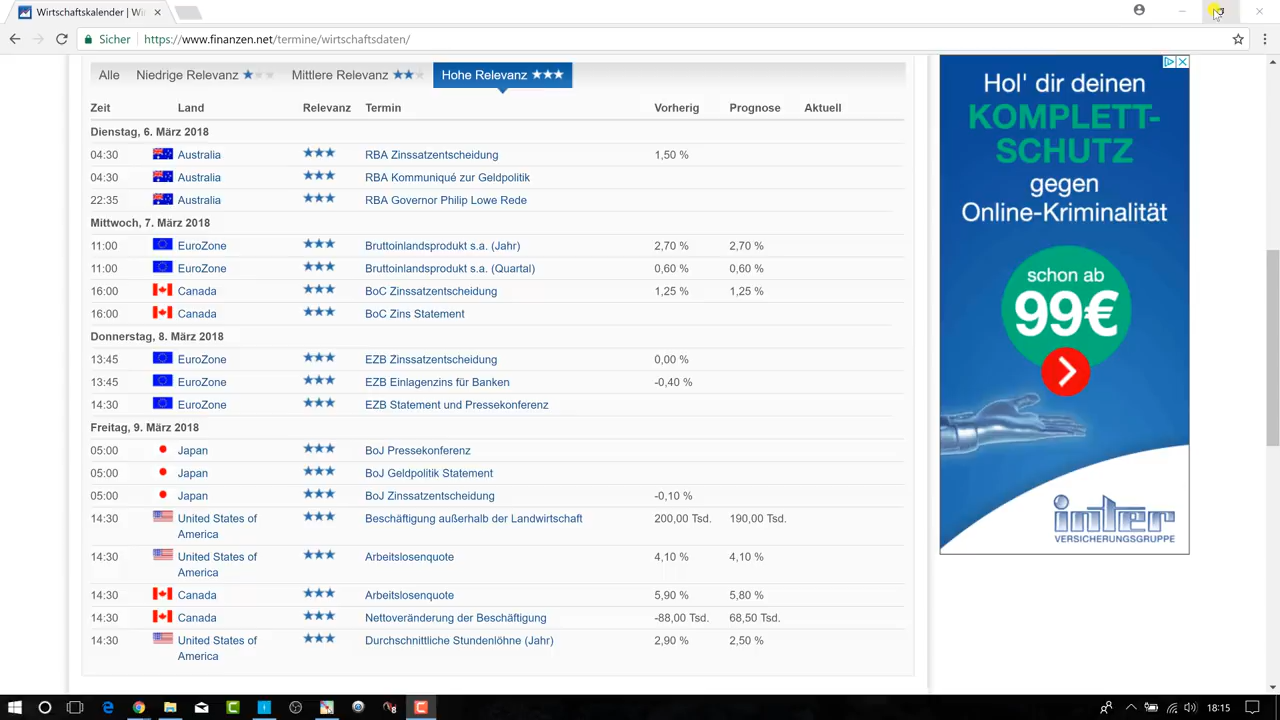 Wirtschaftskalender | Wi
Sicher https://www.finanzen.net/termine/wirtschaftsdaten/
Alle Niedrige Relevanz Mittlere Relevanz Hohe Relevanz
Zeit Land Relevanz Termin Vorherig Prognose Aktuell
Dienstag, 6. März 2018
04:30 Australia RBA Zinssatzentscheidung 1,50 %
04:30 Australia RBA Kommuniqué zur Geldpolitik
22:35 Australia RBA Governor Philip Lowe Rede
Mittwoch, 7. März 2018
11:00 EuroZone Bruttoinlandsprodukt s.a. (Jahr) 2,70 % 2,70 %
11:00 EuroZone Bruttoinlandsprodukt s.a. (Quartal) 0,60 % 0,60 %
16:00 Canada BoC Zinssatzentscheidung 1,25 % 1,25 %
16:00 Canada BoC Zins Statement
Donnerstag, 8. März 2018
13:45 EuroZone EZB Zinssatzentscheidung 0,00 %
13:45 EuroZone EZB Einlagenzins für Banken -0,40 %
14:30 EuroZone EZB Statement und Pressekonferenz
Freitag, 9. März 2018
05:00 Japan BoJ Pressekonferenz
05:00 Japan BoJ Geldpolitik Statement
05:00 Japan BoJ Zinssatzentscheidung -0,10 %
14:30 United States of Beschäftigung außerhalb der Landwirtschaft 200,00 Tsd. 190,00 Tsd.
America
14:30 United States of Arbeitslosenquote 4,10 % 4,10 %
America
14:30 Canada Arbeitslosenquote 5,90 % 5,80 %
14:30 Canada Nettoveränderung der Beschäftigung -88,00 Tsd. 68,50 Tsd.
14:30 United States of Durchschnittliche Stundenlöhne (Jahr) 2,90 % 2,50 %
America
Hol' dir deinen
KOMPLETT-
SCHUTZ
gegen
Online-Kriminalität
schon ab
99€
inter
VERSICHERUNGSGRUPPE
18:15